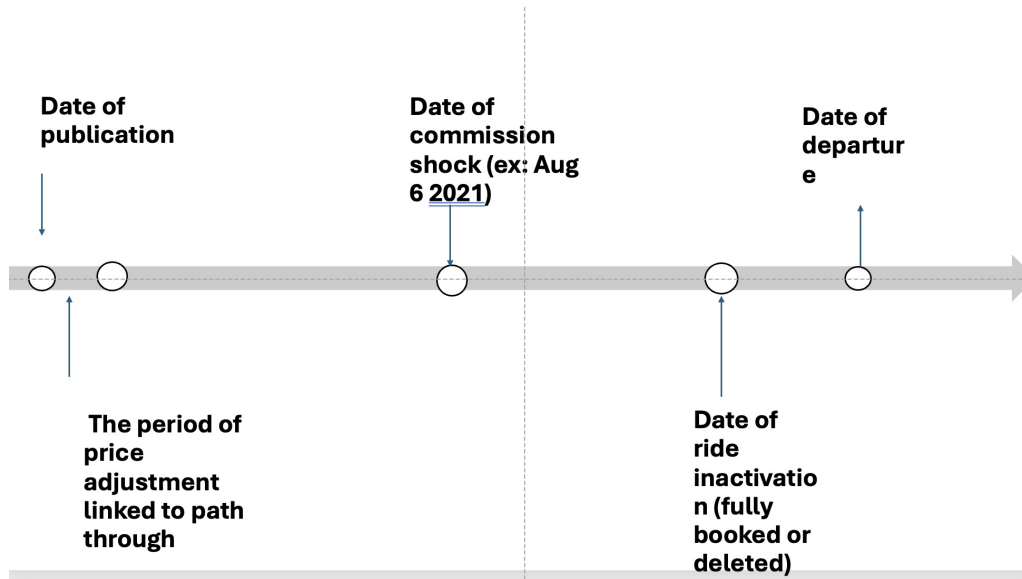 Date of
publication
Date of
commission
shock (ex: Aug
6 2021)
Date of
departur
e
The period of
price
adjustment
linked to path
through
Date of
ride
inactivatio
n (fully
booked or
deleted)